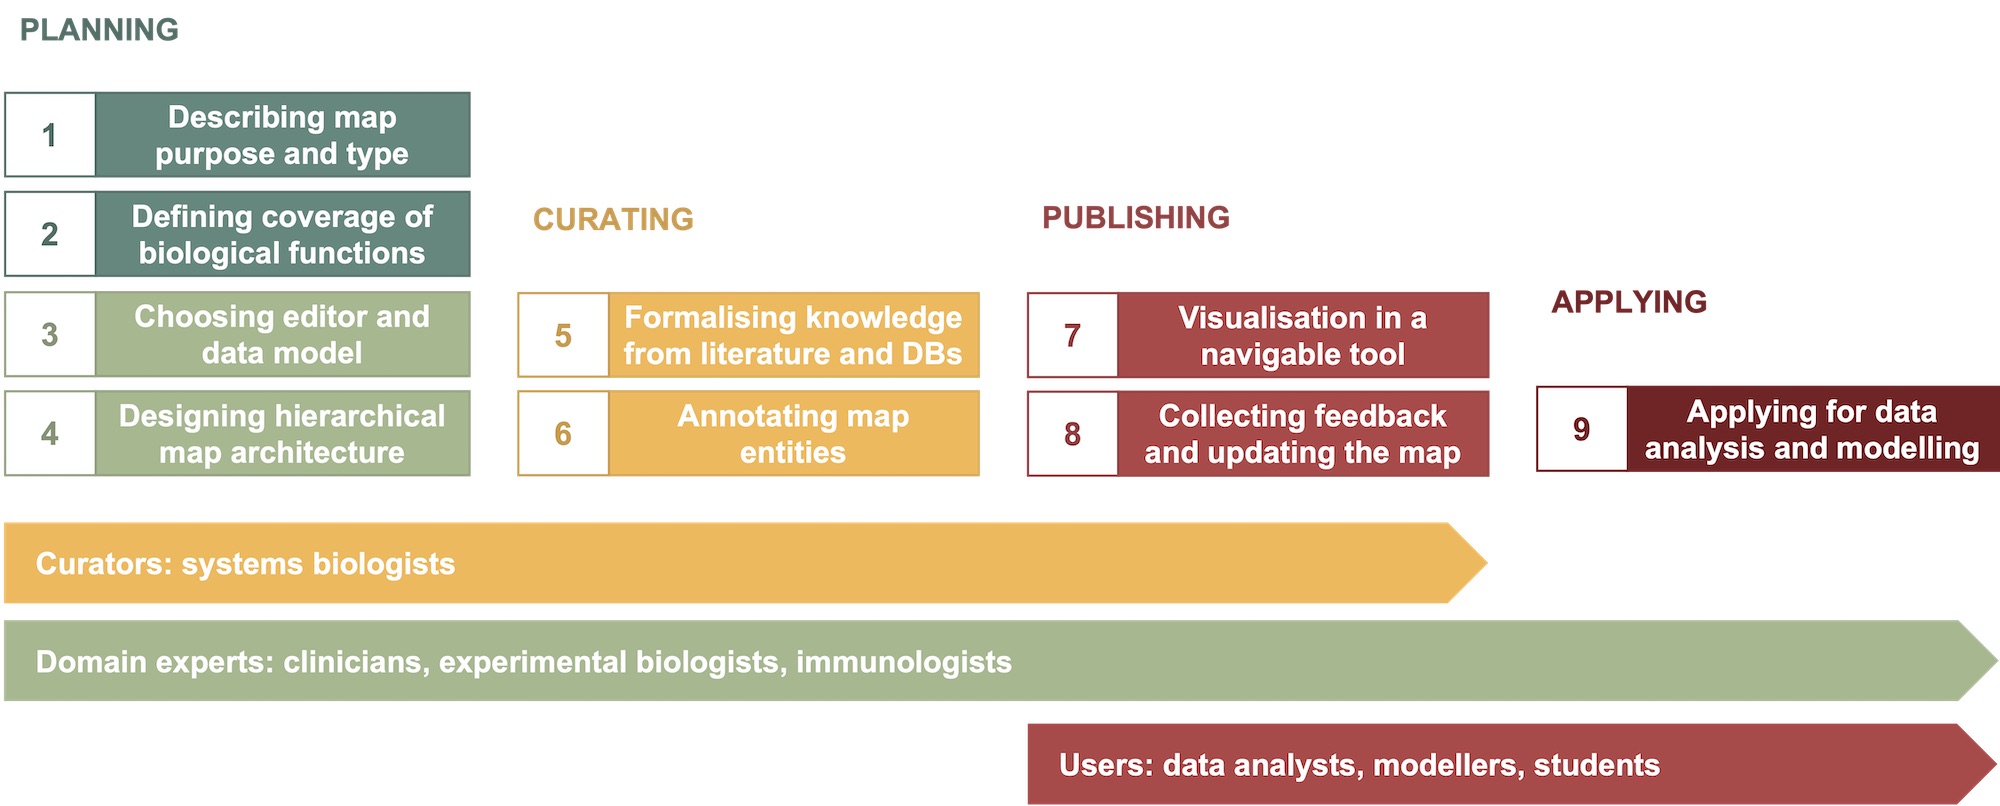 PLANNING
1
Describing map
purpose and type
2
Defining coverage of
biological functions
3
Choosing editor and
data model
4
Designing hierarchical
map architecture
CURATING
5
Formalising knowledge
from literature and DBs
6
Annotating map
entities
PUBLISHING
7
Visualisation in a
navigable tool
8
Collecting feedback
and updating the map
APPLYING
9
Applying for data
analysis and modelling
Curators: systems biologists
Domain experts: clinicians, experimental biologists, immunologists
Users: data analysts, modellers, students